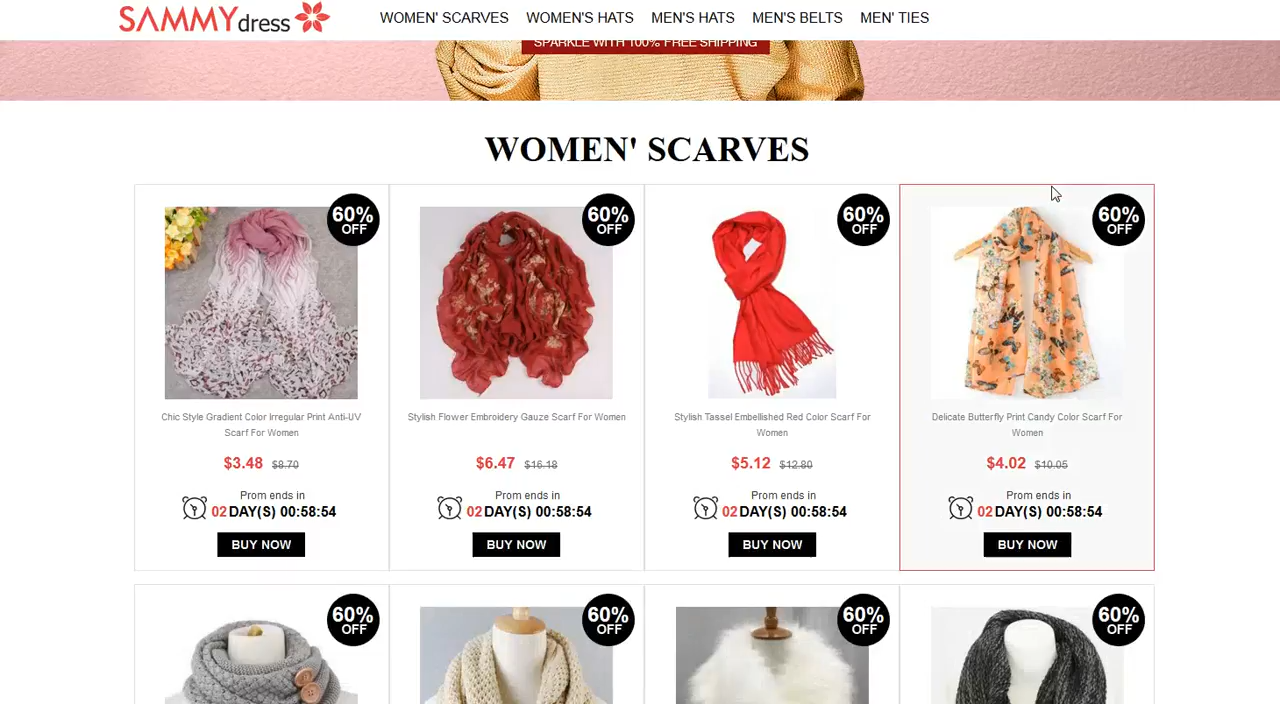 SAMMYdress
WOMEN' SCARVES WOMEN'S HATS MEN'S HATS MEN'S BELTS MEN' TIES
SPARKLE WITH 100% FREE SHIPPING
WOMEN' SCARVES
60%
OFF
Chic Style Gradient Color Irregular Print Anti-UV
Scarf For Women
$3.48 $8.70
Prom ends in
02 DAY(S) 00:58:54
BUY NOW
60%
OFF
Stylish Flower Embroidery Gauze Scarf For Women
$6.47 $16.18
Prom ends in
02 DAY(S) 00:58:54
BUY NOW
60%
OFF
Stylish Tassel Embellished Red Color Scarf For
Women
$5.12 $12.80
Prom ends in
02 DAY(S) 00:58:54
BUY NOW
60%
OFF
Delicate Butterfly Print Candy Color Scarf For
Women
$4.02 $10.05
Prom ends in
02 DAY(S) 00:58:54
BUY NOW
60%
OFF
60%
OFF
60%
OFF
60%
OFF